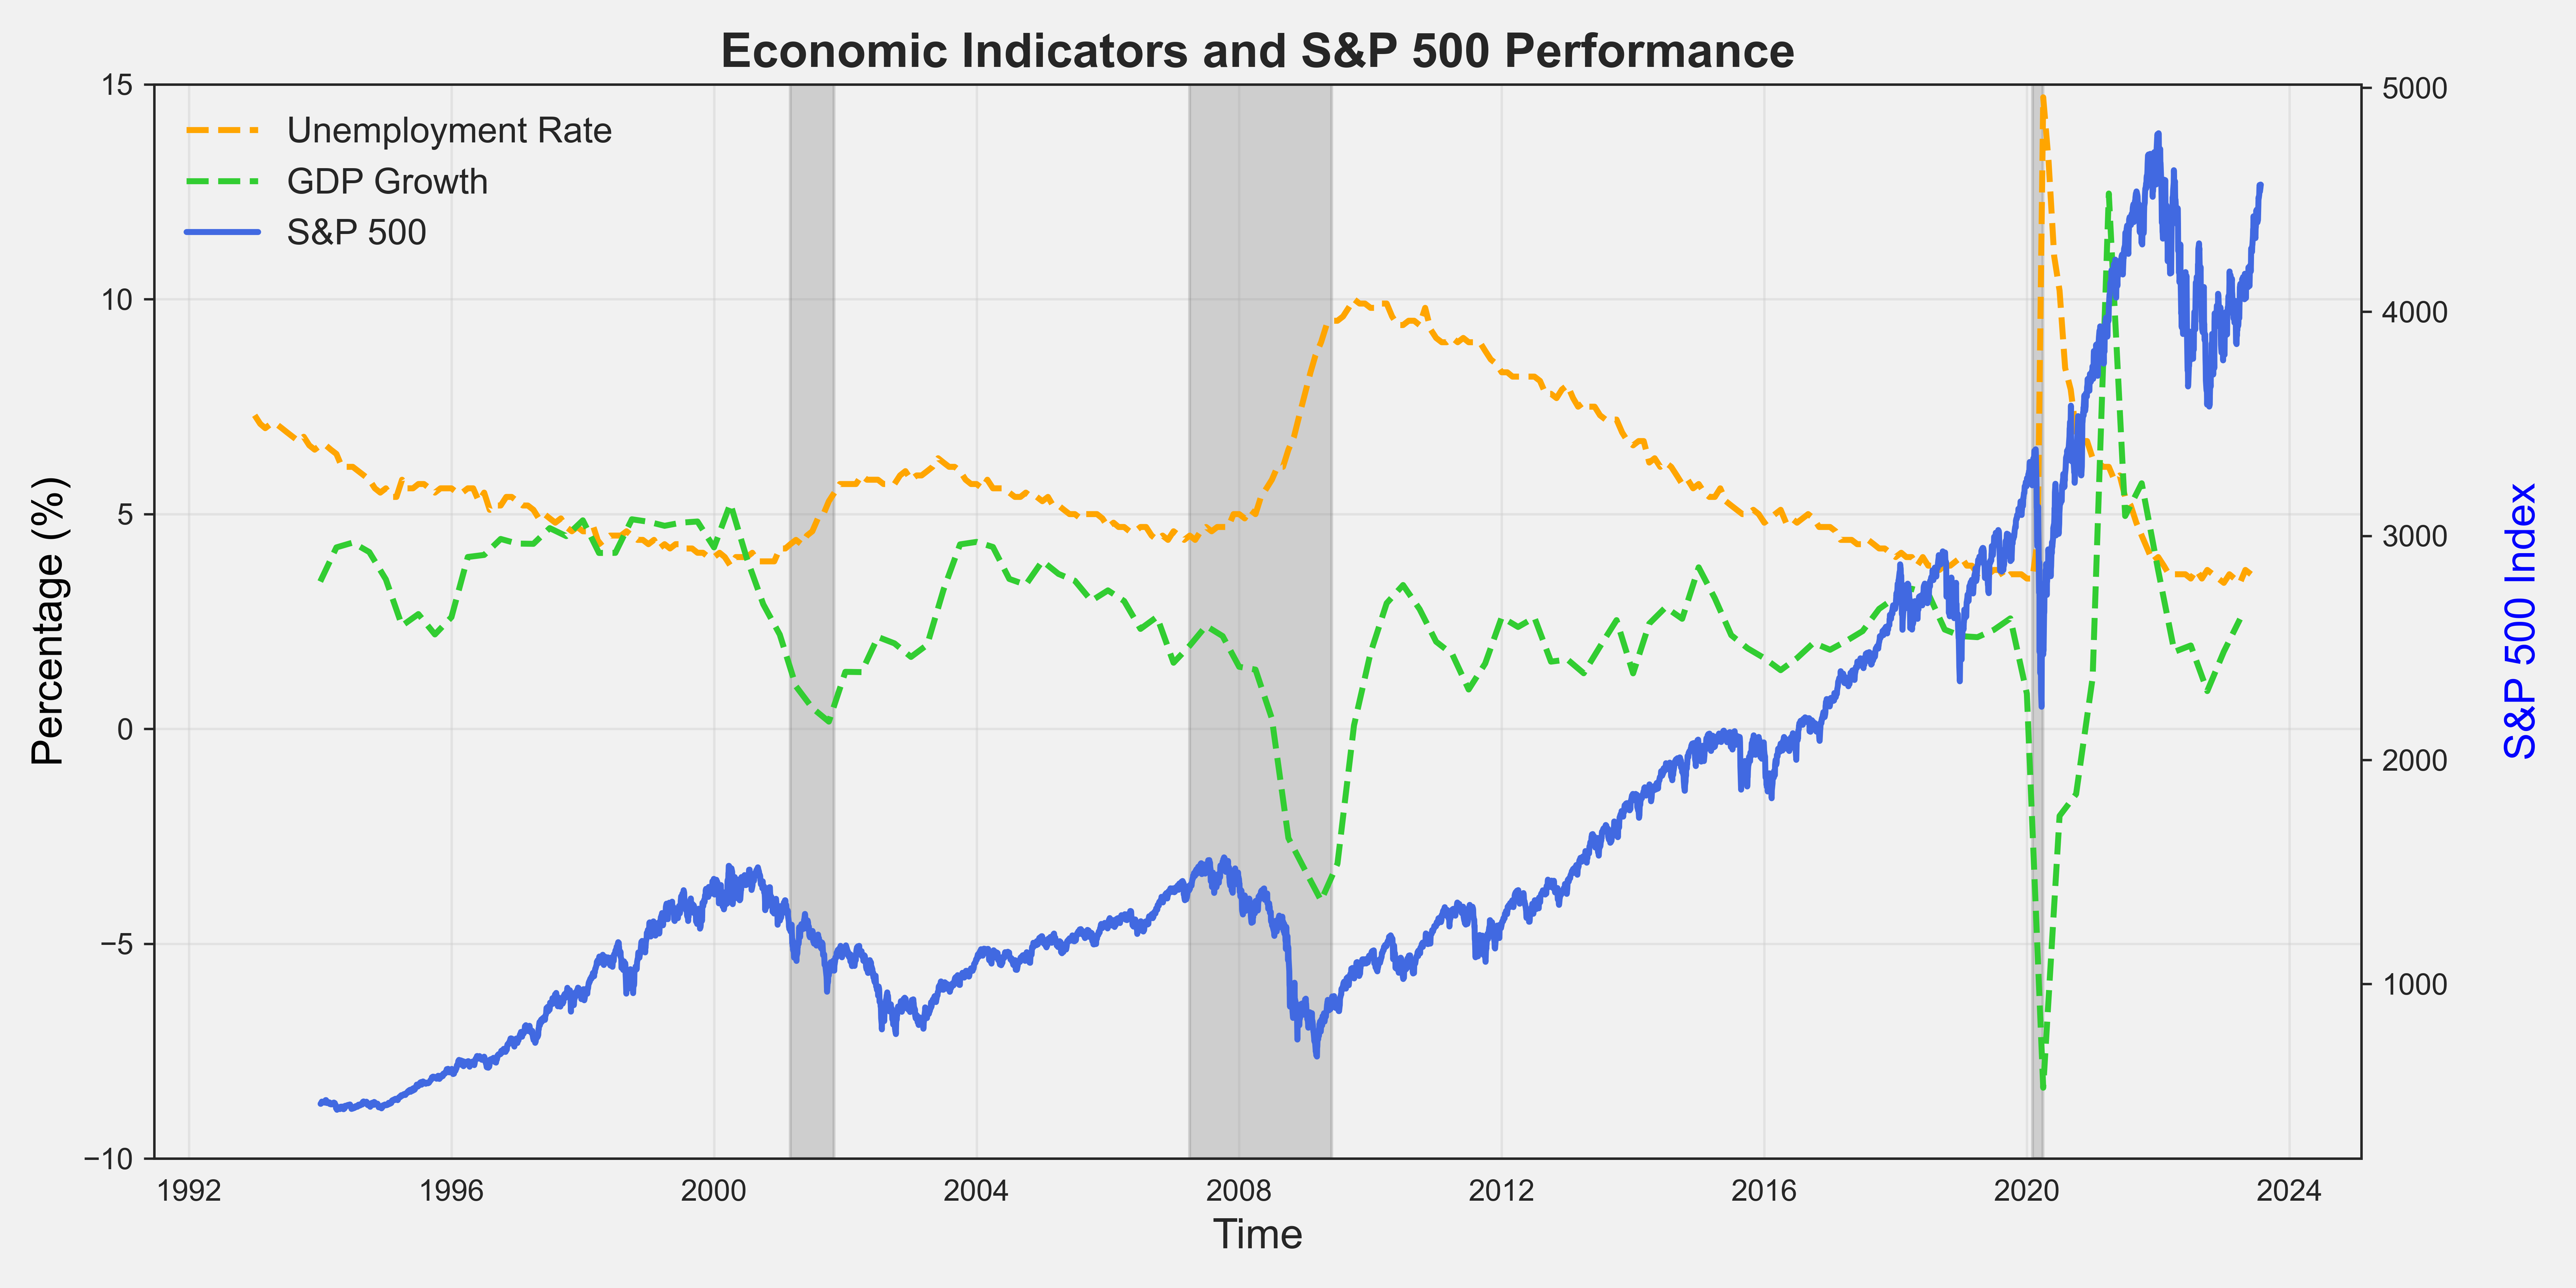 Economic Indicators and S&P 500 Performance
Unemployment Rate
GDP Growth
S&P 500
Percentage (%)
15
10
5
0
−5
−10
5000
4000
3000
2000
1000
S&P 500 Index
1992 1996 2000 2004 2008 2012 2016 2020 2024
Time